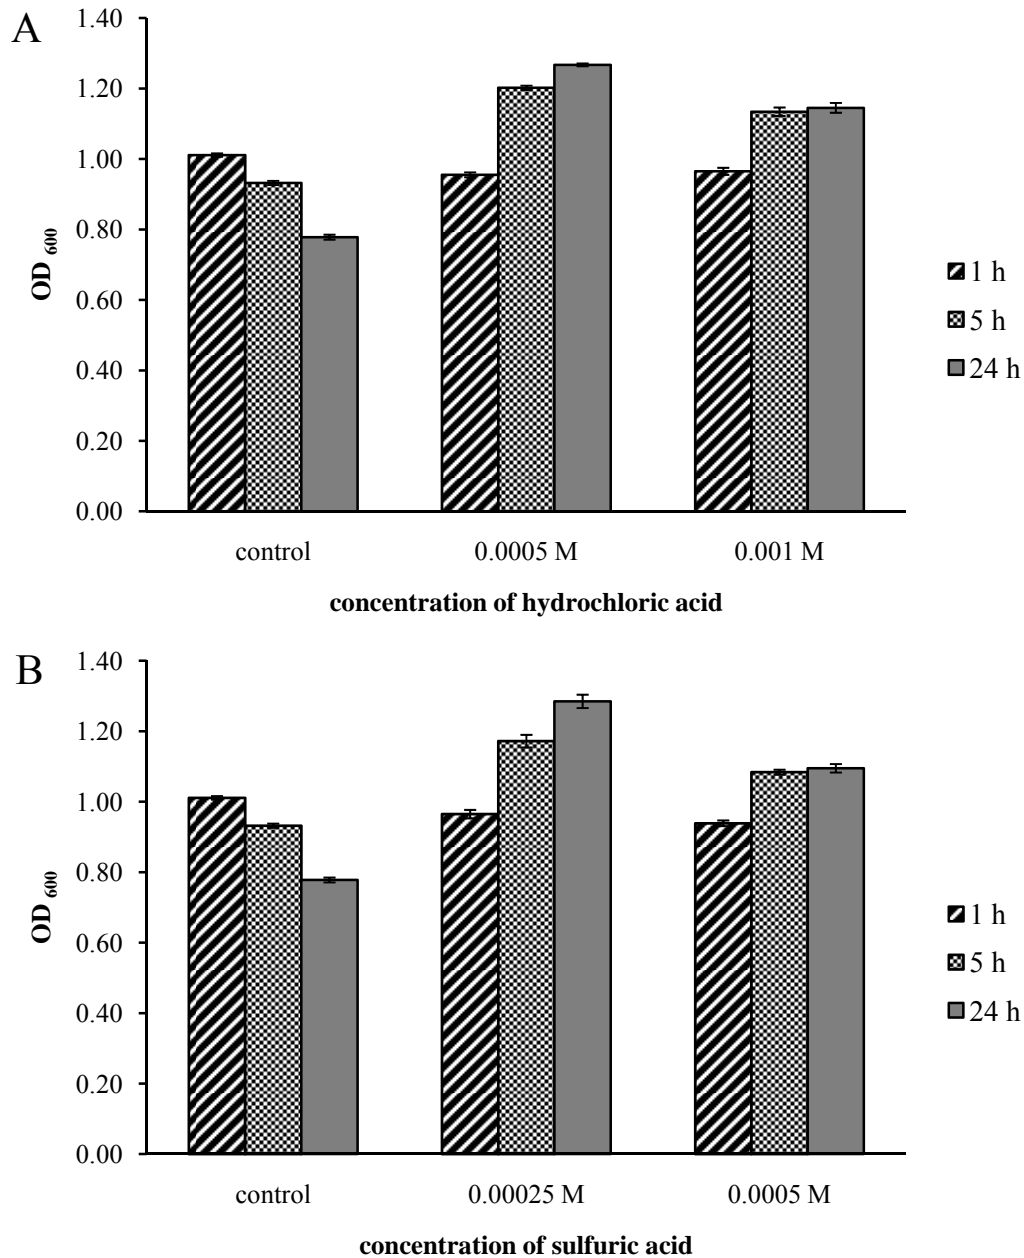 A
1.40
1.20
1.00
0.80
0.60
0.40
0.20
0.00
OD 600
control 0.0005 M 0.001 M
concentration of hydrochloric acid
1 h
5 h
24 h
B
1.40
1.20
1.00
0.80
0.60
0.40
0.20
0.00
OD 600
control 0.00025 M 0.0005 M
concentration of sulfuric acid
1 h
5 h
24 h